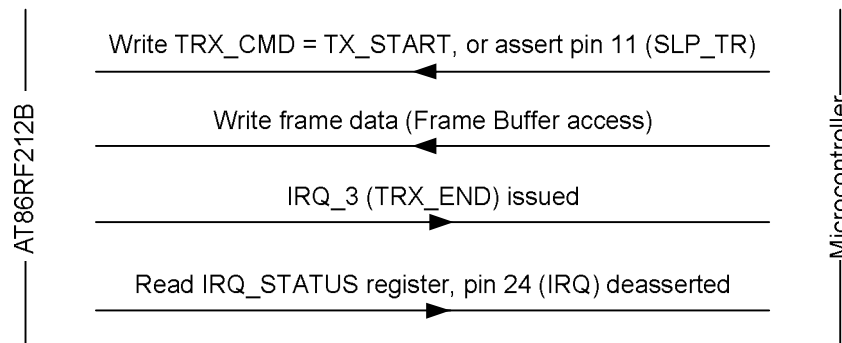 Write TRX_CMD = TX_START, or assert pin 11 (SLP_TR)
Write frame data (Frame Buffer access)
IRQ_3 (TRX_END) issued
Read IRQ_STATUS register, pin 24 (IRQ) deasserted
AT86RF212B
Microcontroller